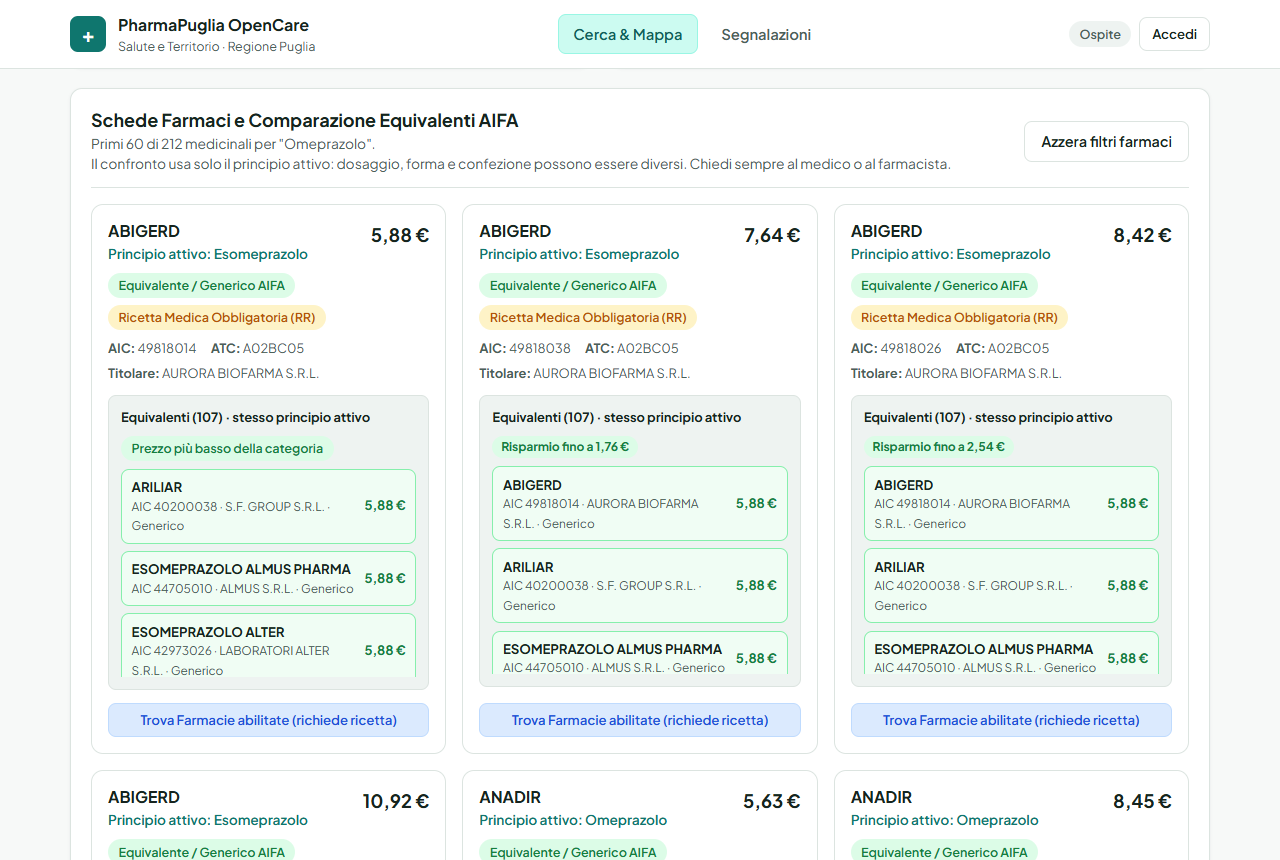 +
PharmaPuglia OpenCare
Salute e Territorio · Regione Puglia
Cerca & Mappa
Segnalazioni
Ospite
Accedi
Schede Farmaci e Comparazione Equivalenti AIFA
Primi 60 di 212 medicinali per "Omeprazolo".
Il confronto usa solo il principio attivo: dosaggio, forma e confezione possono essere diversi. Chiedi sempre al medico o al farmacista.
Azzera filtri farmaci
ABIGERD
5,88 €
Principio attivo: Esomeprazolo
Equivalente / Generico AIFA
Ricetta Medica Obbligatoria (RR)
AIC: 49818014 ATC: A02BC05
Titolare: AURORA BIOFARMA S.R.L.
Equivalenti (107) · stesso principio attivo
Prezzo più basso della categoria
ARILIAR
AIC 40200038 · S.F. GROUP S.R.L. ·
Generico
5,88 €
ESOMEPRAZOLO ALMUS PHARMA
AIC 44705010 · ALMUS S.R.L. · Generico
5,88 €
ESOMEPRAZOLO ALTER
AIC 42973026 · LABORATORI ALTER
S.R.L. · Generico
5,88 €
Trova Farmacie abilitate (richiede ricetta)
ABIGERD
7,64 €
Principio attivo: Esomeprazolo
Equivalente / Generico AIFA
Ricetta Medica Obbligatoria (RR)
AIC: 49818038 ATC: A02BC05
Titolare: AURORA BIOFARMA S.R.L.
Equivalenti (107) · stesso principio attivo
Risparmio fino a 1,76 €
ABIGERD
AIC 49818014 · AURORA BIOFARMA
S.R.L. · Generico
5,88 €
ARILIAR
AIC 40200038 · S.F. GROUP S.R.L. ·
Generico
5,88 €
ESOMEPRAZOLO ALMUS PHARMA
AIC 44705010 · ALMUS S.R.L. · Generico
5,88 €
Trova Farmacie abilitate (richiede ricetta)
ABIGERD
8,42 €
Principio attivo: Esomeprazolo
Equivalente / Generico AIFA
Ricetta Medica Obbligatoria (RR)
AIC: 49818026 ATC: A02BC05
Titolare: AURORA BIOFARMA S.R.L.
Equivalenti (107) · stesso principio attivo
Risparmio fino a 2,54 €
ABIGERD
AIC 49818014 · AURORA BIOFARMA
S.R.L. · Generico
5,88 €
ARILIAR
AIC 40200038 · S.F. GROUP S.R.L. ·
Generico
5,88 €
ESOMEPRAZOLO ALMUS PHARMA
AIC 44705010 · ALMUS S.R.L. · Generico
5,88 €
Trova Farmacie abilitate (richiede ricetta)
ABIGERD
10,92 €
Principio attivo: Esomeprazolo
Equivalente / Generico AIFA
ANADIR
5,63 €
Principio attivo: Omeprazolo
Equivalente / Generico AIFA
ANADIR
8,45 €
Principio attivo: Omeprazolo
Equivalente / Generico AIFA